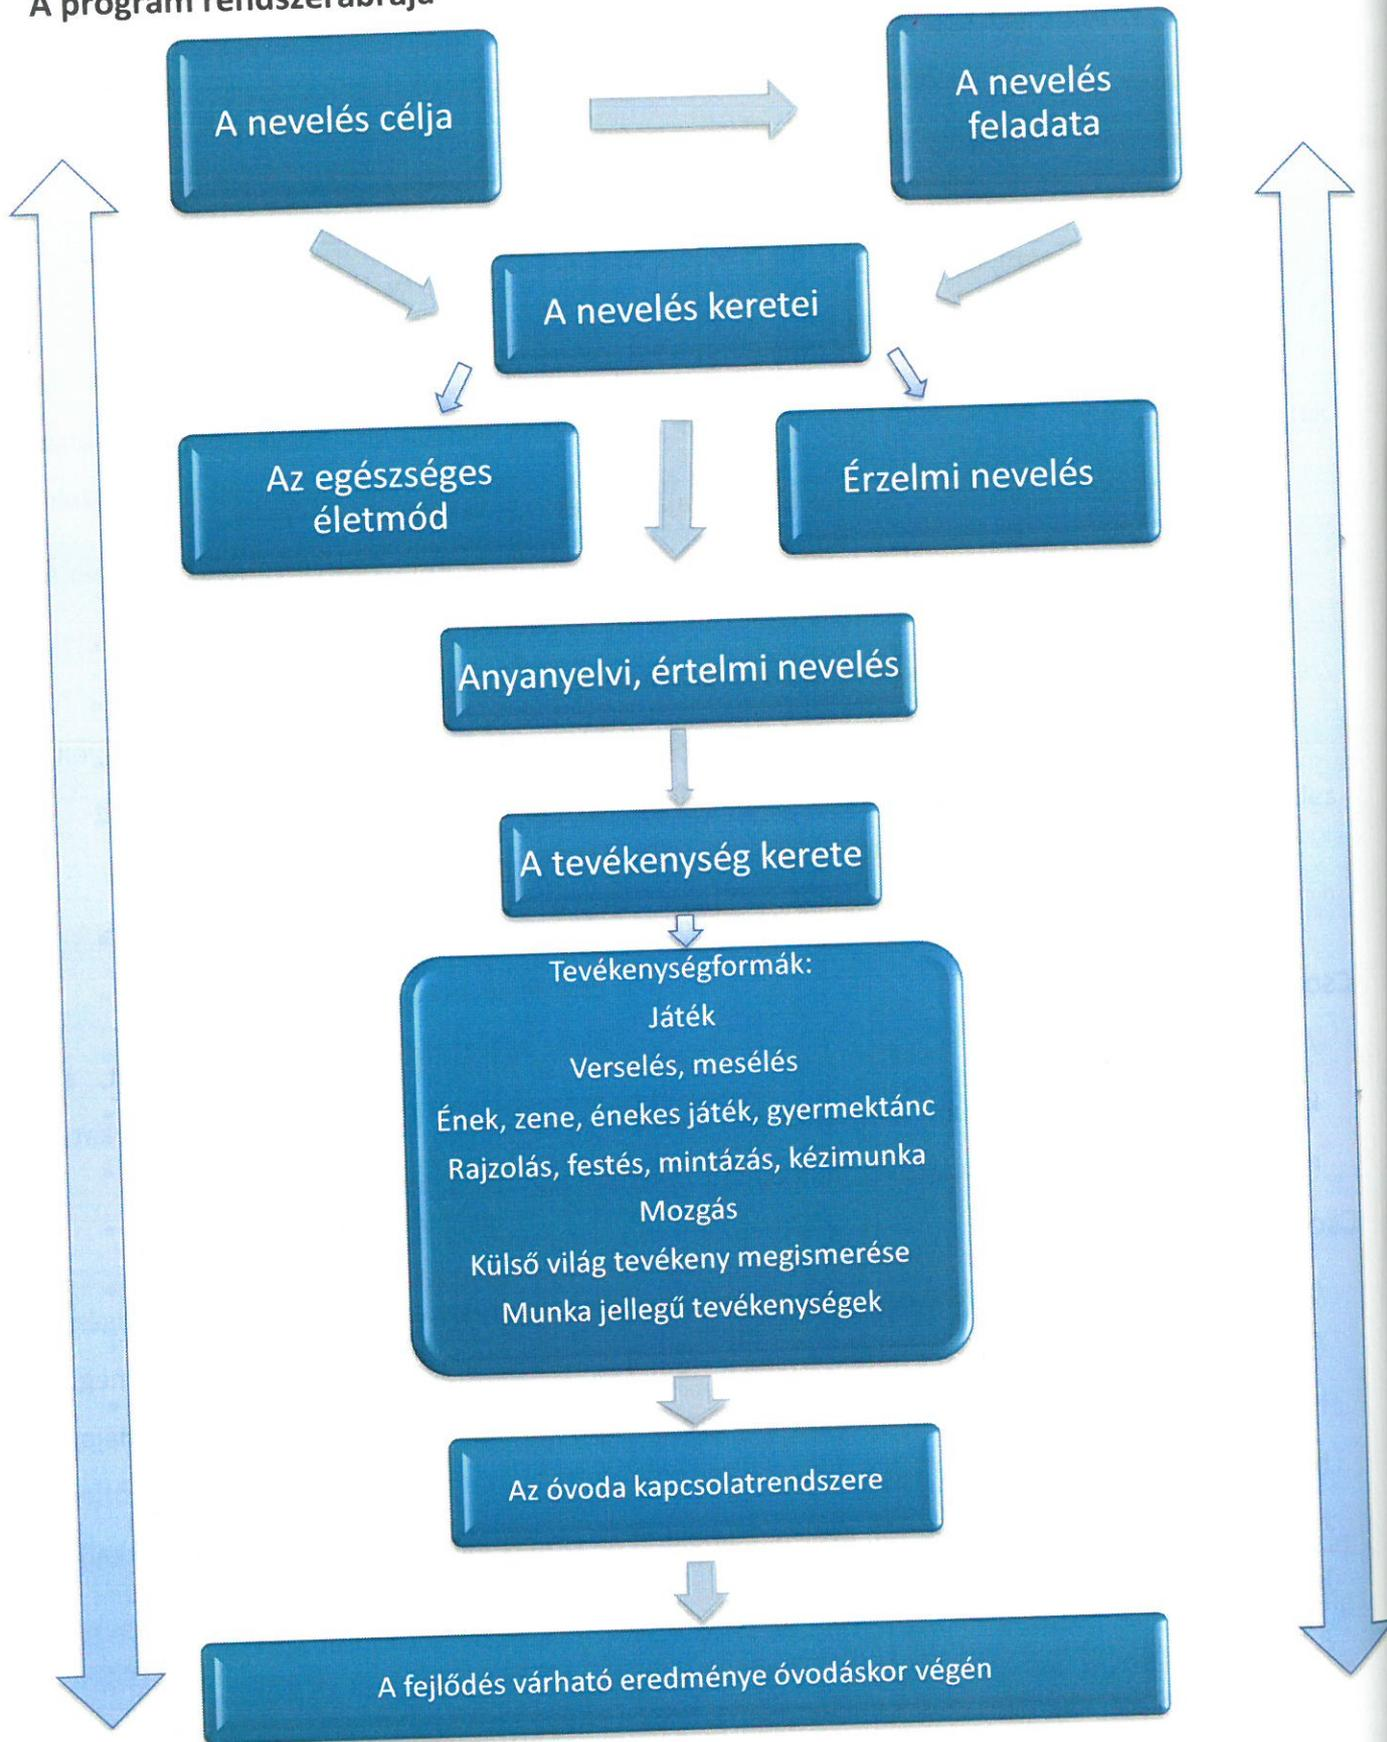 A program rendszerábrája
A nevelés célja
A nevelés
feladata
A nevelés keretei
Az egészséges
életmód
Érzelmi nevelés
Anyanyelvi, értelmi nevelés
A tevékenység kerete
Tevékenységformák:
Játék
Verselés, mesélés
Ének, zene, énekes játék, gyermektánc
Rajzolás, festés, mintázás, kézimunka
Mozgás
Külső világ tevékeny megismerése
Munka jellegű tevékenységek
Az óvoda kapcsolatrendszere
A fejlődés várható eredménye óvodáskor végén